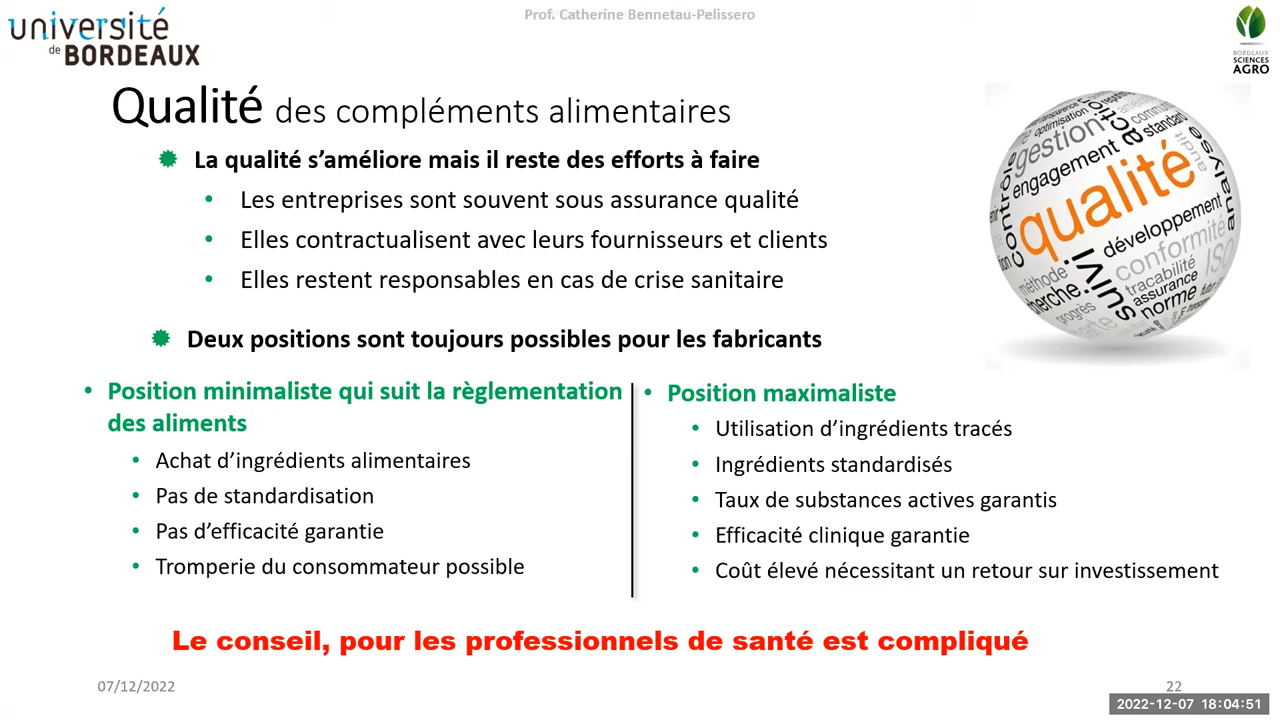 Prof. Catherine Bennetau-Pelissero
université
de BORDEAUX
BORDEAUX
SCIENCES
AGRO
Qualité des compléments alimentaires
La qualité s’améliore mais il reste des efforts à faire
• Les entreprises sont souvent sous assurance qualité
• Elles contractualisent avec leurs fournisseurs et clients
• Elles restent responsables en cas de crise sanitaire
optimisation
gestion
action
standard
engagement
audit
contrôle
qualité
analyse
développement
suivi
conformité
ISO
méthode
traçabilité
assurance
norme
progrès
Deux positions sont toujours possibles pour les fabricants
• Position minimaliste qui suit la règlementation
des aliments
• Achat d’ingrédients alimentaires
• Pas de standardisation
• Pas d’efficacité garantie
• Tromperie du consommateur possible
• Position maximaliste
• Utilisation d’ingrédients tracés
• Ingrédients standardisés
• Taux de substances actives garantis
• Efficacité clinique garantie
• Coût élevé nécessitant un retour sur investissement
Le conseil, pour les professionnels de santé est compliqué
07/12/2022
22
2022-12-07 18:04:51